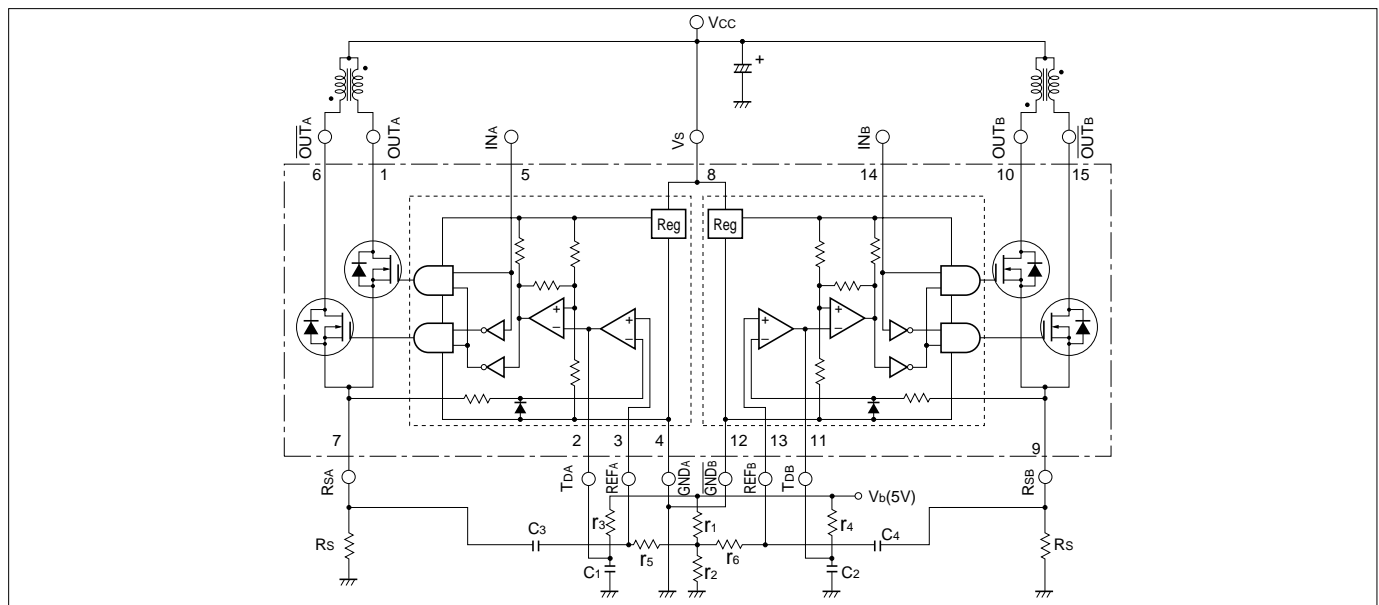 Vcc
+
OUTA
OUTA
INA
Vs
INB
OUTB
OUTB
6
1
5
8
14
10
15
Reg
Reg
+
−
+
−
+
−
+
−
7
2
3
4
12
13
11
9
RSA
TDA
REFA
GNDA
GNDB
REFB
TDB
RSB
Vb(5V)
r3
r1
r4
C3
C4
Rs
r5
r6
Rs
C1
r2
C2